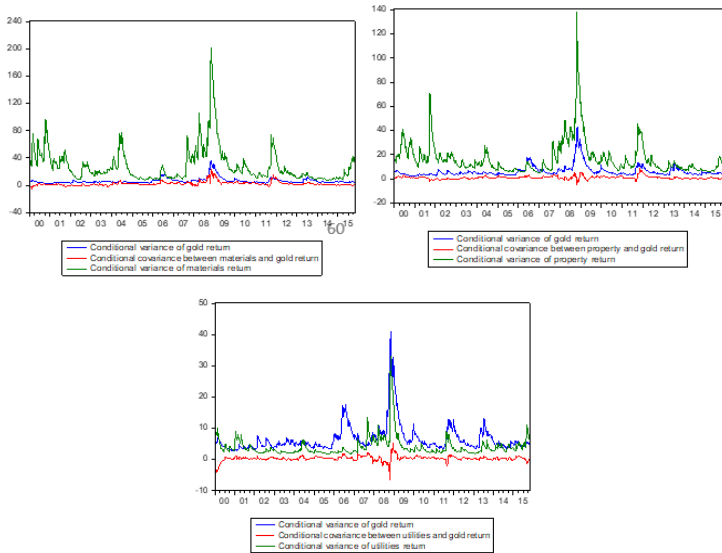 240
200
160
120
80
40
0
-40
00 01 02 03 04 05 06 07 08 09 10 11 12 13 14 15
60
Conditional variance of gold return
Conditional covariance between materials and gold return
Conditional variance of materials return
140
120
100
80
60
40
20
0
-20
00 01 02 03 04 05 06 07 08 09 10 11 12 13 14 15
Conditional variance of gold return
Conditional covariance between property and gold return
Conditional variance of property return
50
40
30
20
10
0
-10
00 01 02 03 04 05 06 07 08 09 10 11 12 13 14 15
Conditional variance of gold return
Conditional covariance between utilities and gold return
Conditional variance of utilities return